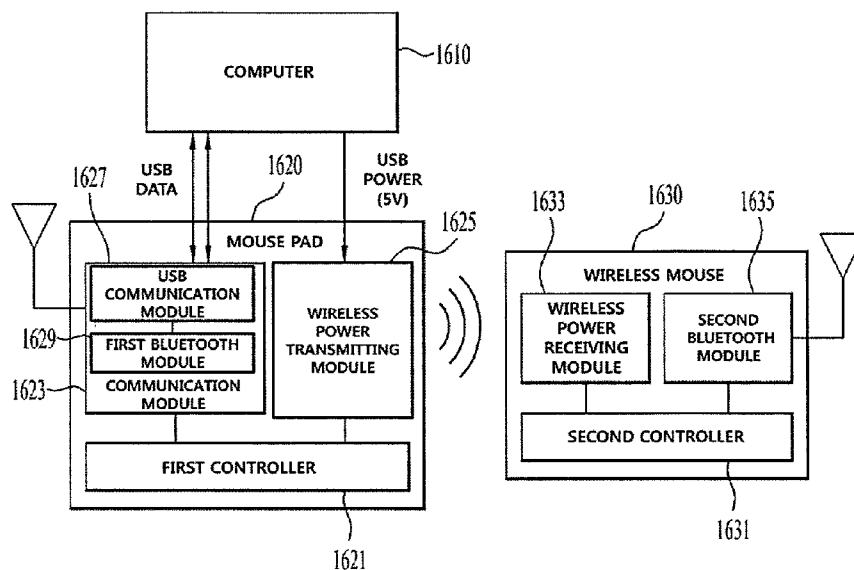 COMPUTER
1610
USB
DATA
USB
POWER
(5V)
1627
1620
1625
MOUSE PAD
USB
COMMUNICATION
MODULE
1629
FIRST BLUETOOTH
MODULE
1623
COMMUNICATION
MODULE
WIRELESS
POWER
TRANSMITTING
MODULE
FIRST CONTROLLER
1621
1633
1630
1635
WIRELESS MOUSE
WIRELESS
POWER
RECEIVING
MODULE
SECOND
BLUETOOTH
MODULE
SECOND CONTROLLER
1631